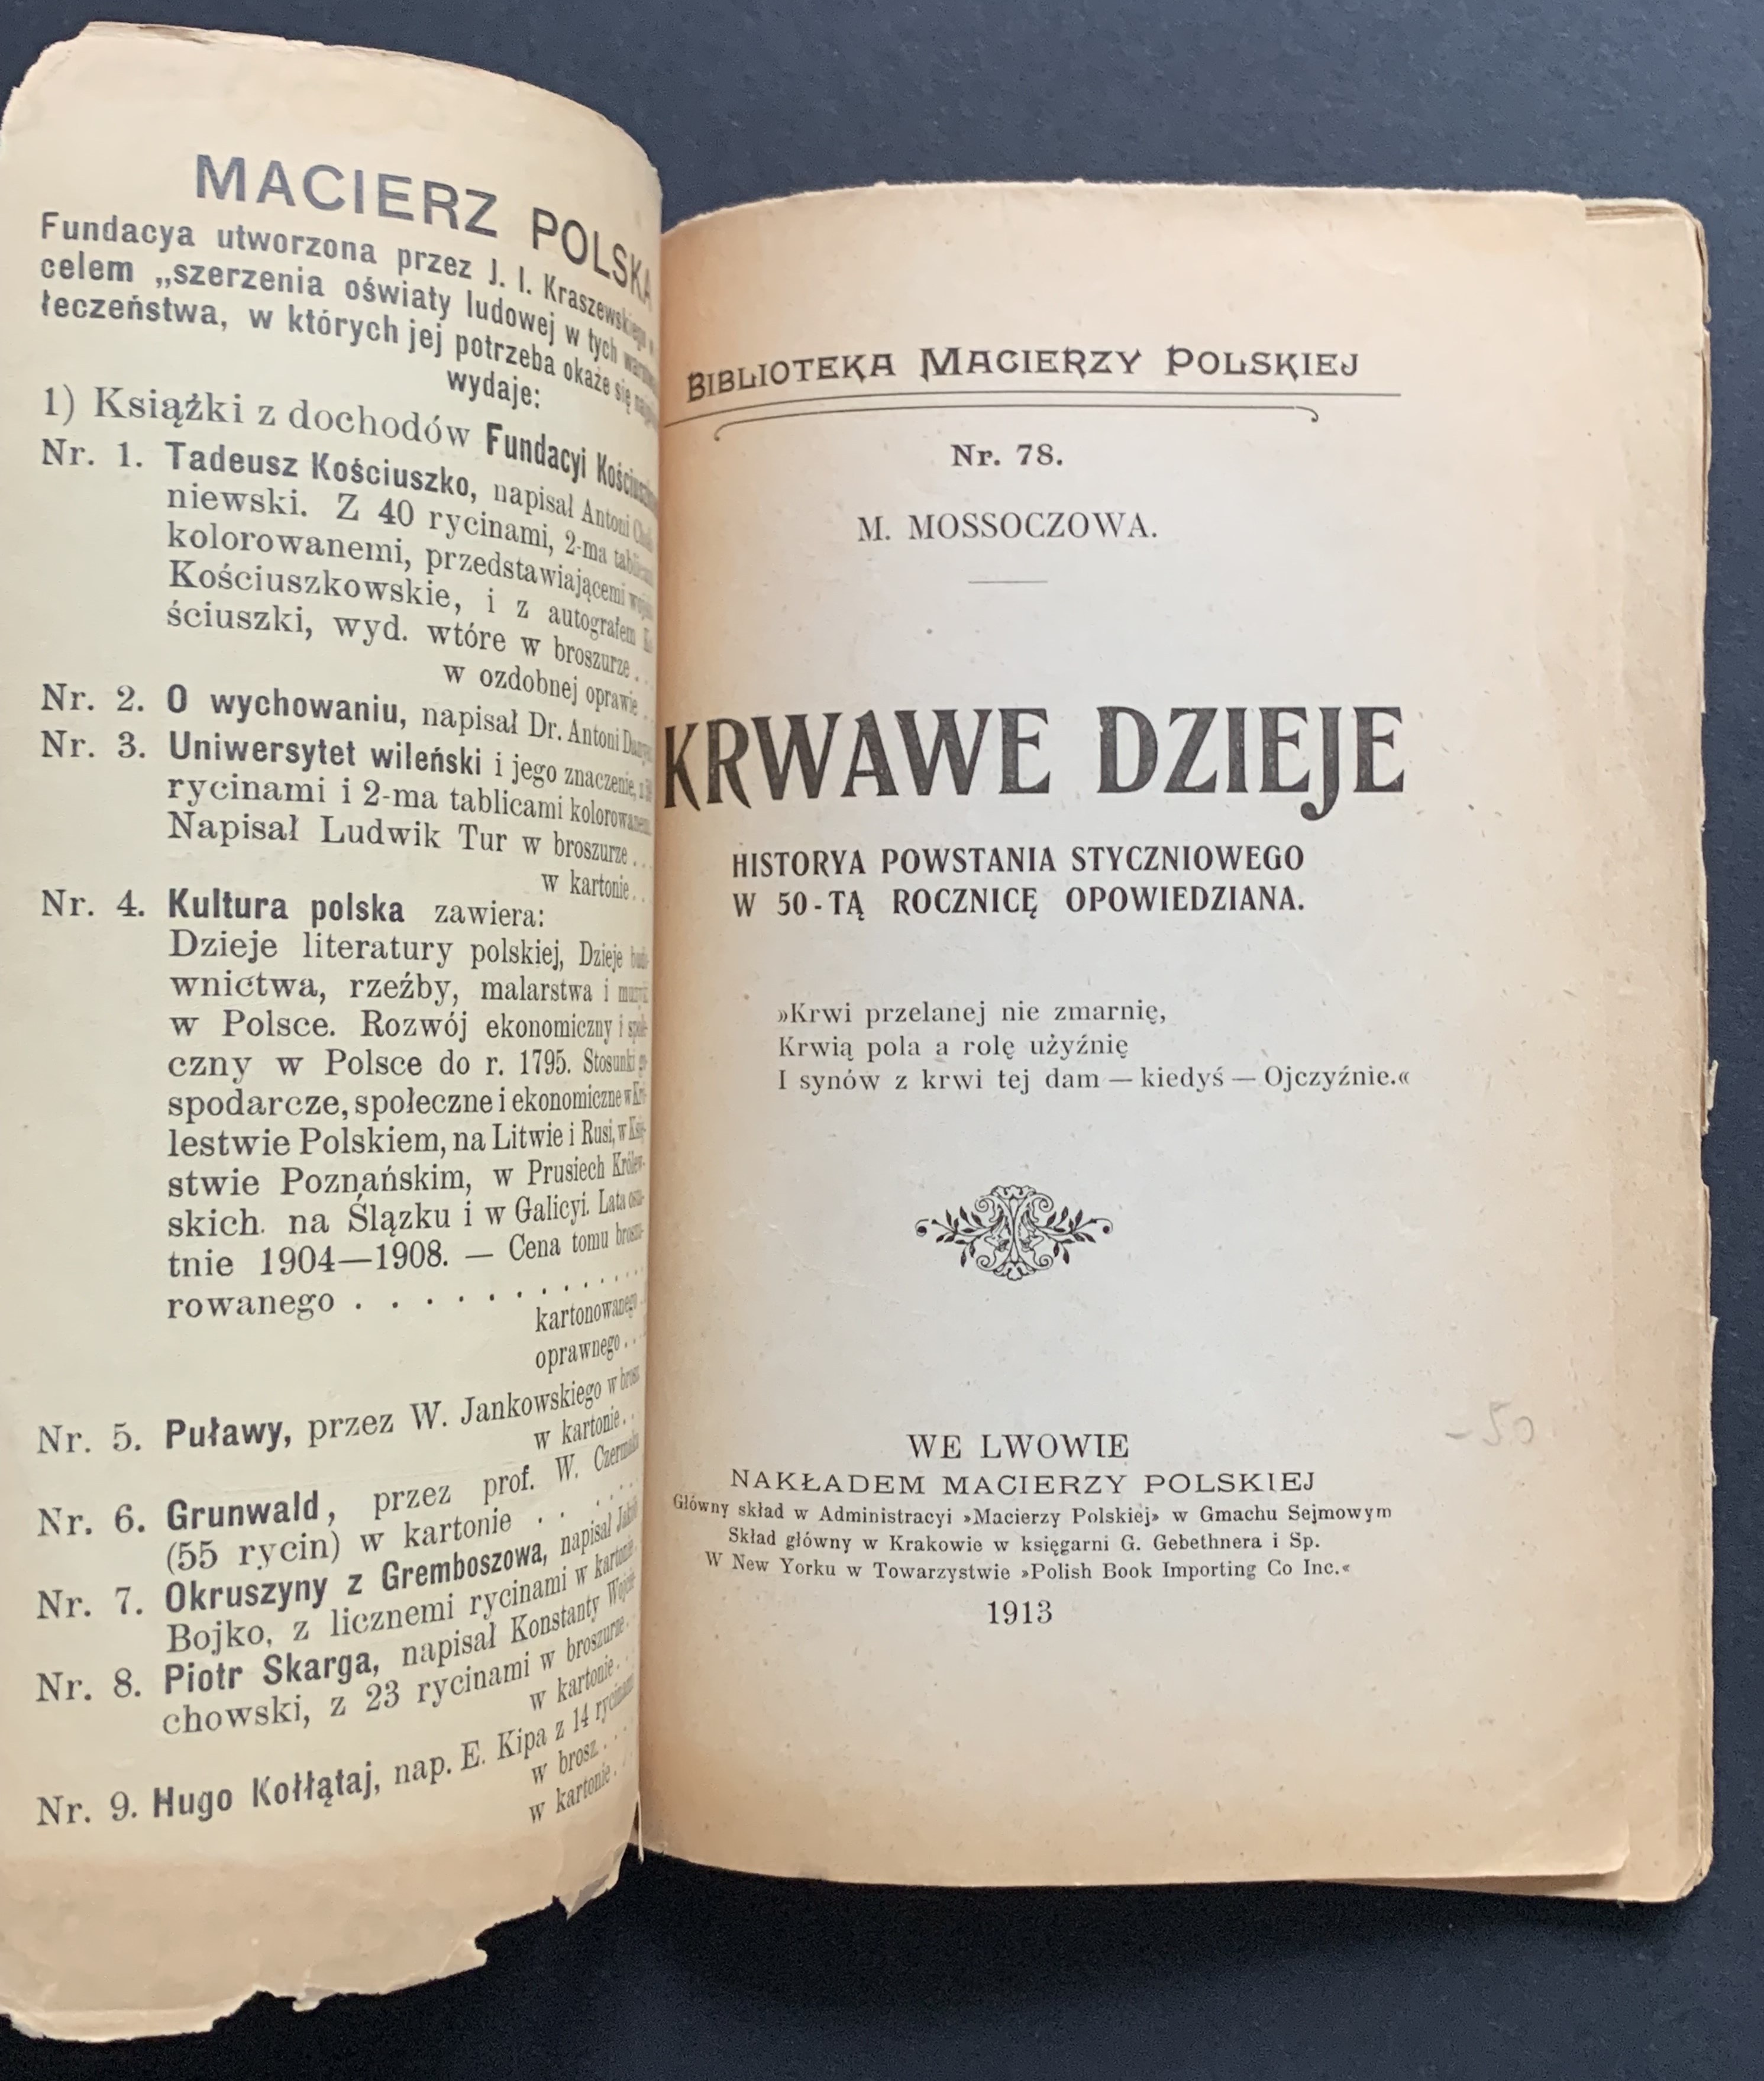 MACIERZ POLSKA
Fundacya utworzona przez J. I. Kraszewskiego
celem „szerzenia oświaty ludowej w tych
łeczeństwa, w których jej potrzeba okaże się
wydaje:
1) Książki z dochodów Fundacyi
Nr. 1. Tadeusz Kościuszko, napisał Antoni
niewski. Z 40 rycinami, 2-ma
kolorowanemi, przedstawiającemi
Kościuszkowskie, i z autografem
ściuszki, wyd. wtóre w broszurze . .
w ozdobnej oprawie . .
Nr. 2. O wychowaniu, napisał Dr. Antoni
Nr. 3. Uniwersytet wileński i jego znaczenie,
rycinami i 2-ma tablicami
Napisał Ludwik Tur w broszurze . .
w kartonie . .
Nr. 4. Kultura polska zawiera:
Dzieje literatury polskiej, Dzieje
wnictwa, rzeźby, malarstwa i
w Polsce. Rozwój ekonomiczny i
czny w Polsce do r. 1795. Stosunki
spodarcze, społeczne i ekonomiczne w
lestwie Polskiem, na Litwie i Rusi, w
stwie Poznańskim, w Prusiech
skich. na Ślązku i w Galicyi. Lata
tnie 1904—1908. — Cena tomu
rowanego . . . . . . . . . .
kartonowanego
oprawnego . .
Nr. 5. Puławy, przez W. Jankowskiego w
w kartonie . .
Nr. 6. Grunwald, przez prof. W.
(55 rycin) w kartonie . . . . .
Nr. 7. Okruszyny z Gremboszowa, napisał
Bojko, z licznemi rycinami w kartonie
Nr. 8. Piotr Skarga, napisał Konstanty
chowski, z 23 rycinami w broszurze .
w kartonie . .
Nr. 9. Hugo Kołłątaj, nap. E. Kipa z 14 rycinami
w brosz. . . .
w kartonie . .
BIBLIOTEKA MACIERZY POLSKIEJ
Nr. 78.
M. MOSSOCZOWA.
KRWAWE DZIEJE
HISTORYA POWSTANIA STYCZNIOWEGO
W 50-TĄ ROCZNICĘ OPOWIEDZIANA.
»Krwi przelanej nie zmarnię,
Krwią pola a rolę użyźnię
I synów z krwi tej dam — kiedyś — Ojczyźnie.«
- 50
WE LWOWIE
NAKŁADEM MACIERZY POLSKIEJ
Główny skład w Administracyi »Macierzy Polskiej» w Gmachu Sejmowym
Skład główny w Krakowie w księgarni G. Gebethnera i Sp.
W New Yorku w Towarzystwie »Polish Book Importing Co Inc.«
1913